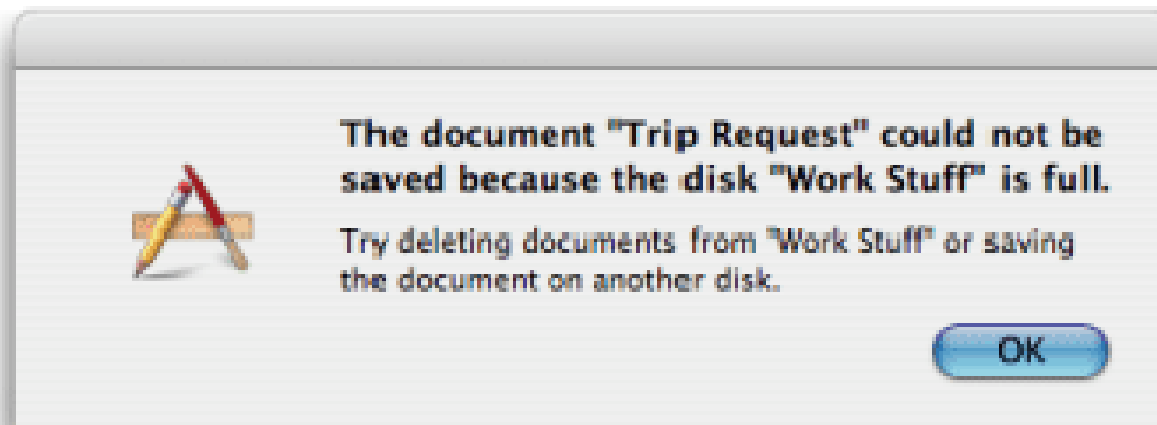 The document "Trip Request" could not be
saved because the disk "Work Stuff" is full.
Try deleting documents from "Work Stuff" or saving
the document on another disk.
OK